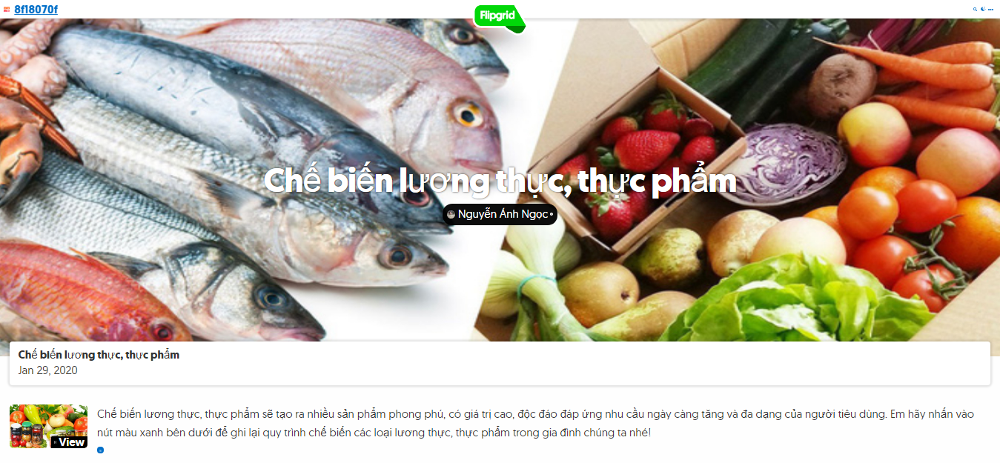 8f18070f
Flipgrid
Chế biến lương thực, thực phẩm
Nguyễn Ánh Ngọc
Chế biến lương thực, thực phẩm
Jan 29, 2020
Chế biến lương thực, thực phẩm sẽ tạo ra nhiều sản phẩm phong phú, có giá trị cao, độc đáo đáp ứng nhu cầu ngày càng tăng và đa dạng của người tiêu dùng. Em hãy nhấn vào
nút màu xanh bên dưới để ghi lại quy trình chế biến các loại lương thực, thực phẩm trong gia đình chúng ta nhé!
View